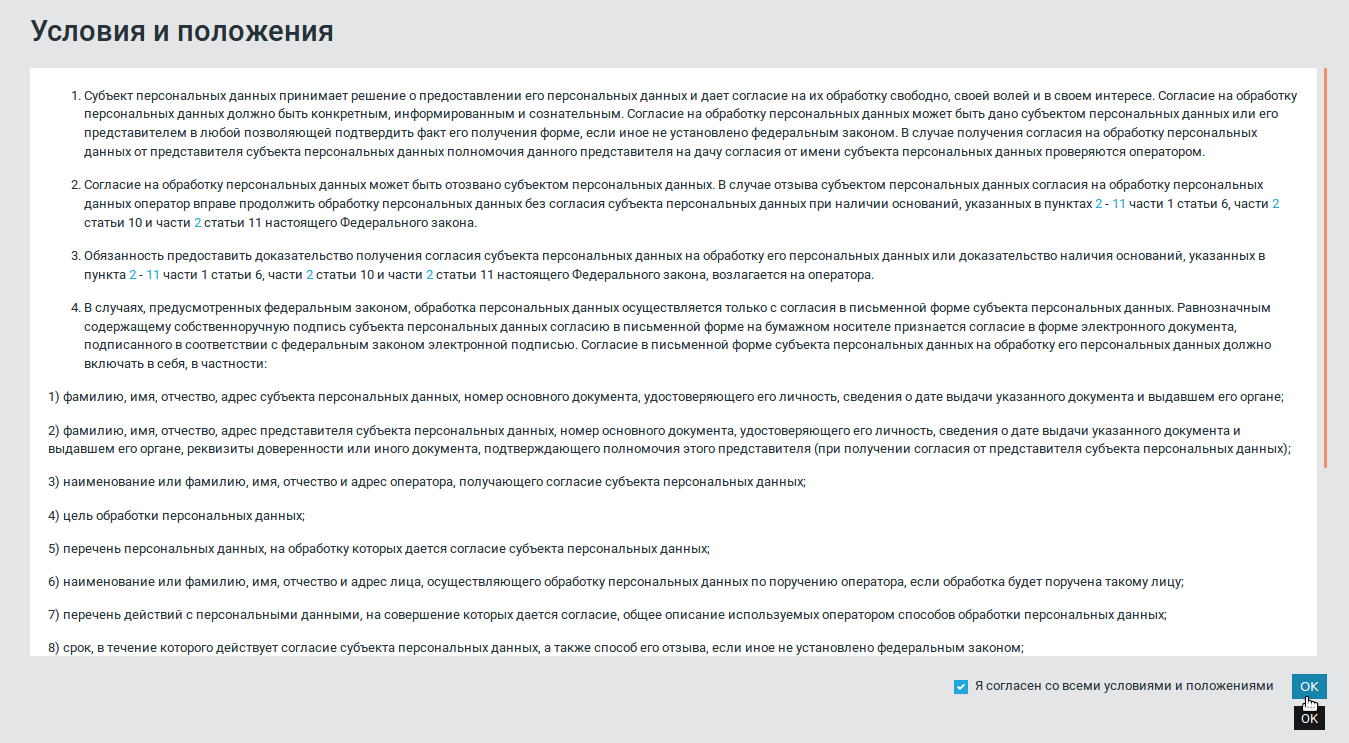 Условия и положения
1. Субъект персональных данных принимает решение о предоставлении его персональных данных и дает согласие на их обработку свободно, своей волей и в своем интересе. Согласие на обработку
персональных данных должно быть конкретным, информированным и сознательным. Согласие на обработку персональных данных может быть дано субъектом персональных данных или его
представителем в любой позволяющей подтвердить факт его получения форме, если иное не установлено федеральным законом. В случае получения согласия на обработку персональных
данных от представителя субъекта персональных данных полномочия данного представителя на дачу согласия от имени субъекта персональных данных проверяются оператором.
2. Согласие на обработку персональных данных может быть отозвано субъектом персональных данных. В случае отзыва субъектом персональных данных согласия на обработку персональных
данных оператор вправе продолжить обработку персональных данных без согласия субъекта персональных данных при наличии оснований, указанных в пунктах 2 - 11 части 1 статьи 6, части 2
статьи 10 и части 2 статьи 11 настоящего Федерального закона.
3. Обязанность предоставить доказательство получения согласия субъекта персональных данных на обработку его персональных данных или доказательство наличия оснований, указанных в
пункта 2 - 11 части 1 статьи 6, части 2 статьи 10 и части 2 статьи 11 настоящего Федерального закона, возлагается на оператора.
4. В случаях, предусмотренных федеральным законом, обработка персональных данных осуществляется только с согласия в письменной форме субъекта персональных данных. Равнозначным
содержащему собственноручную подпись субъекта персональных данных согласию в письменной форме на бумажном носителе признается согласие в форме электронного документа,
подписанного в соответствии с федеральным законом электронной подписью. Согласие в письменной форме субъекта персональных данных на обработку его персональных данных должно
включать в себя, в частности:
1) фамилию, имя, отчество, адрес субъекта персональных данных, номер основного документа, удостоверяющего его личность, сведения о дате выдачи указанного документа и выдавшем его органе;
2) фамилию, имя, отчество, адрес представителя субъекта персональных данных, номер основного документа, удостоверяющего его личность, сведения о дате выдачи указанного документа и
выдавшем его органе, реквизиты доверенности или иного документа, подтверждающего полномочия этого представителя (при получении согласия от представителя субъекта персональных данных);
3) наименование или фамилию, имя, отчество и адрес оператора, получающего согласие субъекта персональных данных;
4) цель обработки персональных данных;
5) перечень персональных данных, на обработку которых дается согласие субъекта персональных данных;
6) наименование или фамилию, имя, отчество и адрес лица, осуществляющего обработку персональных данных по поручению оператора, если обработка будет поручена такому лицу;
7) перечень действий с персональными данными, на совершение которых дается согласие, общее описание используемых оператором способов обработки персональных данных;
8) срок, в течение которого действует согласие субъекта персональных данных, а также способ его отзыва, если иное не установлено федеральным законом;
Я согласен со всеми условиями и положениями
OK
OK